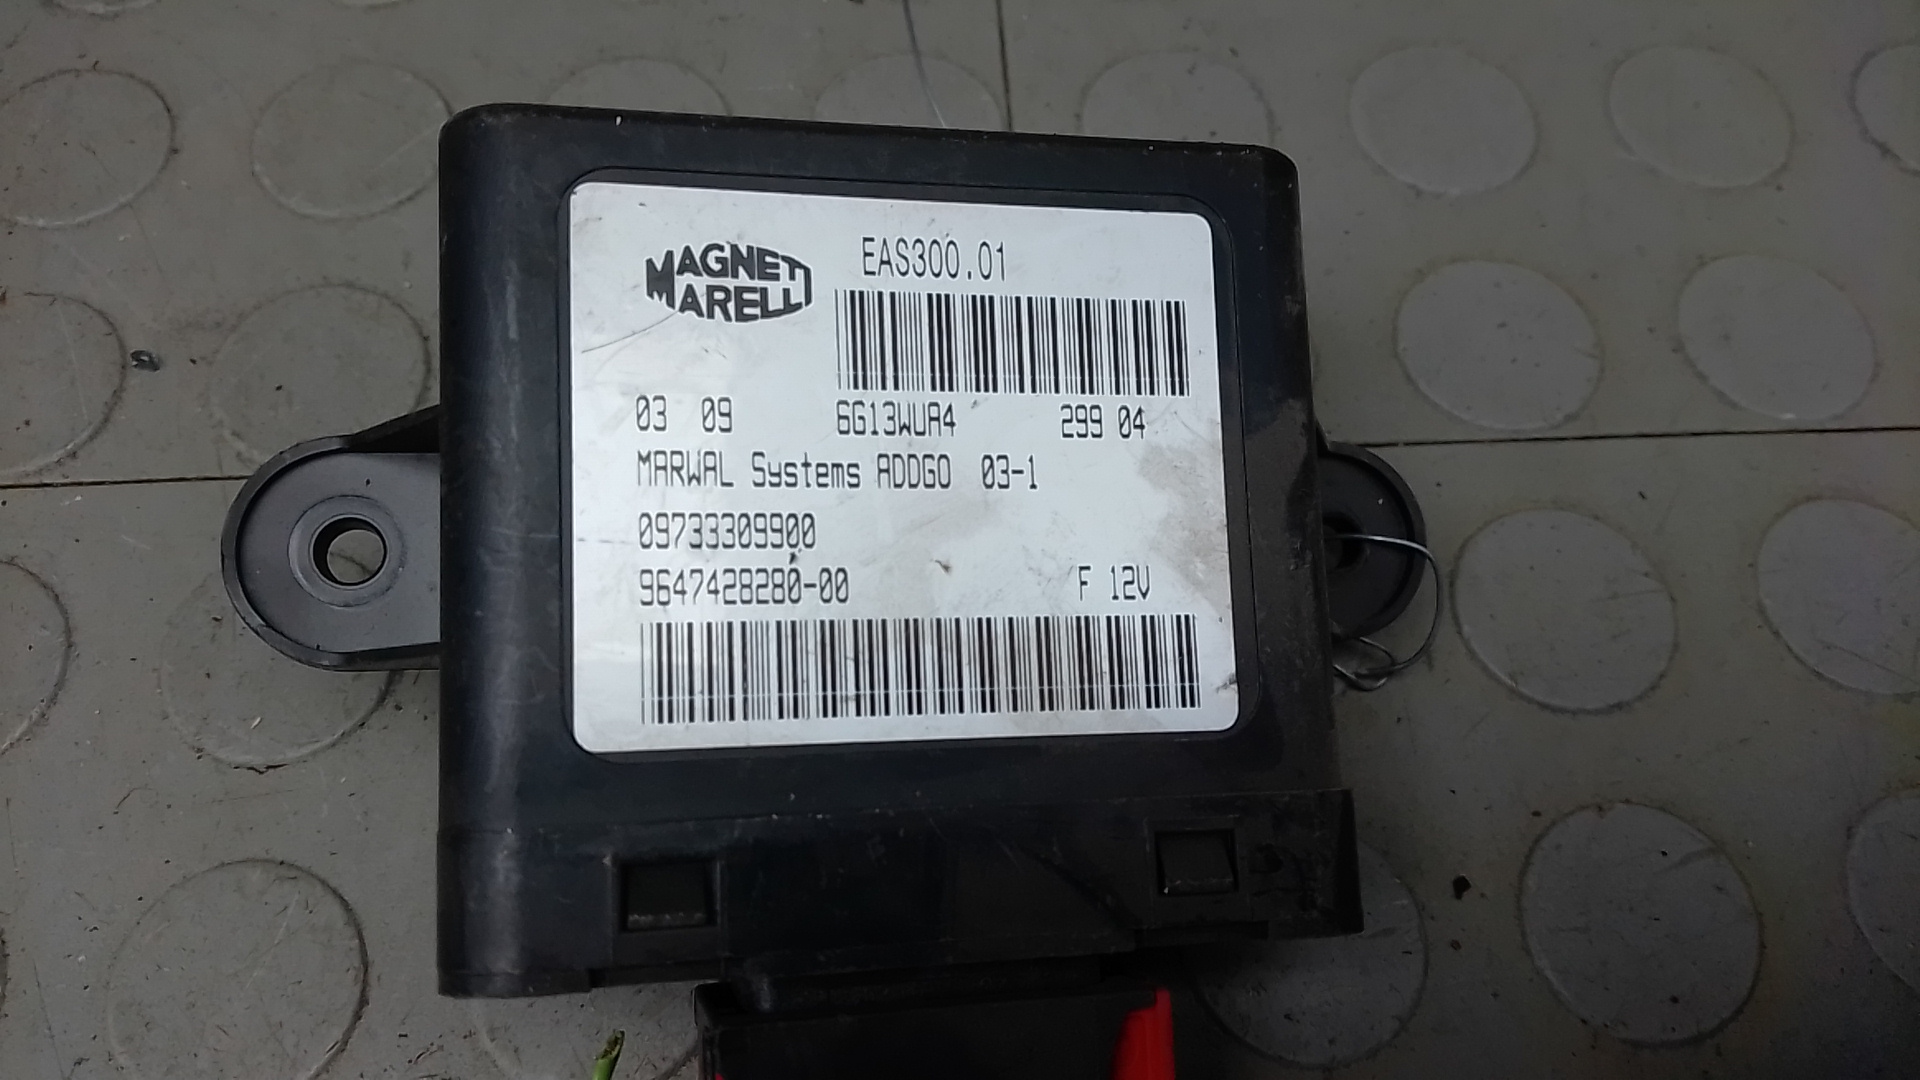 MAGNETI
MARELLI
EAS300.01
03 09 6G13WUA4 299 04
MARWAL Systems ADDGO 03-1
09733309900
9647428280-00 F 12V